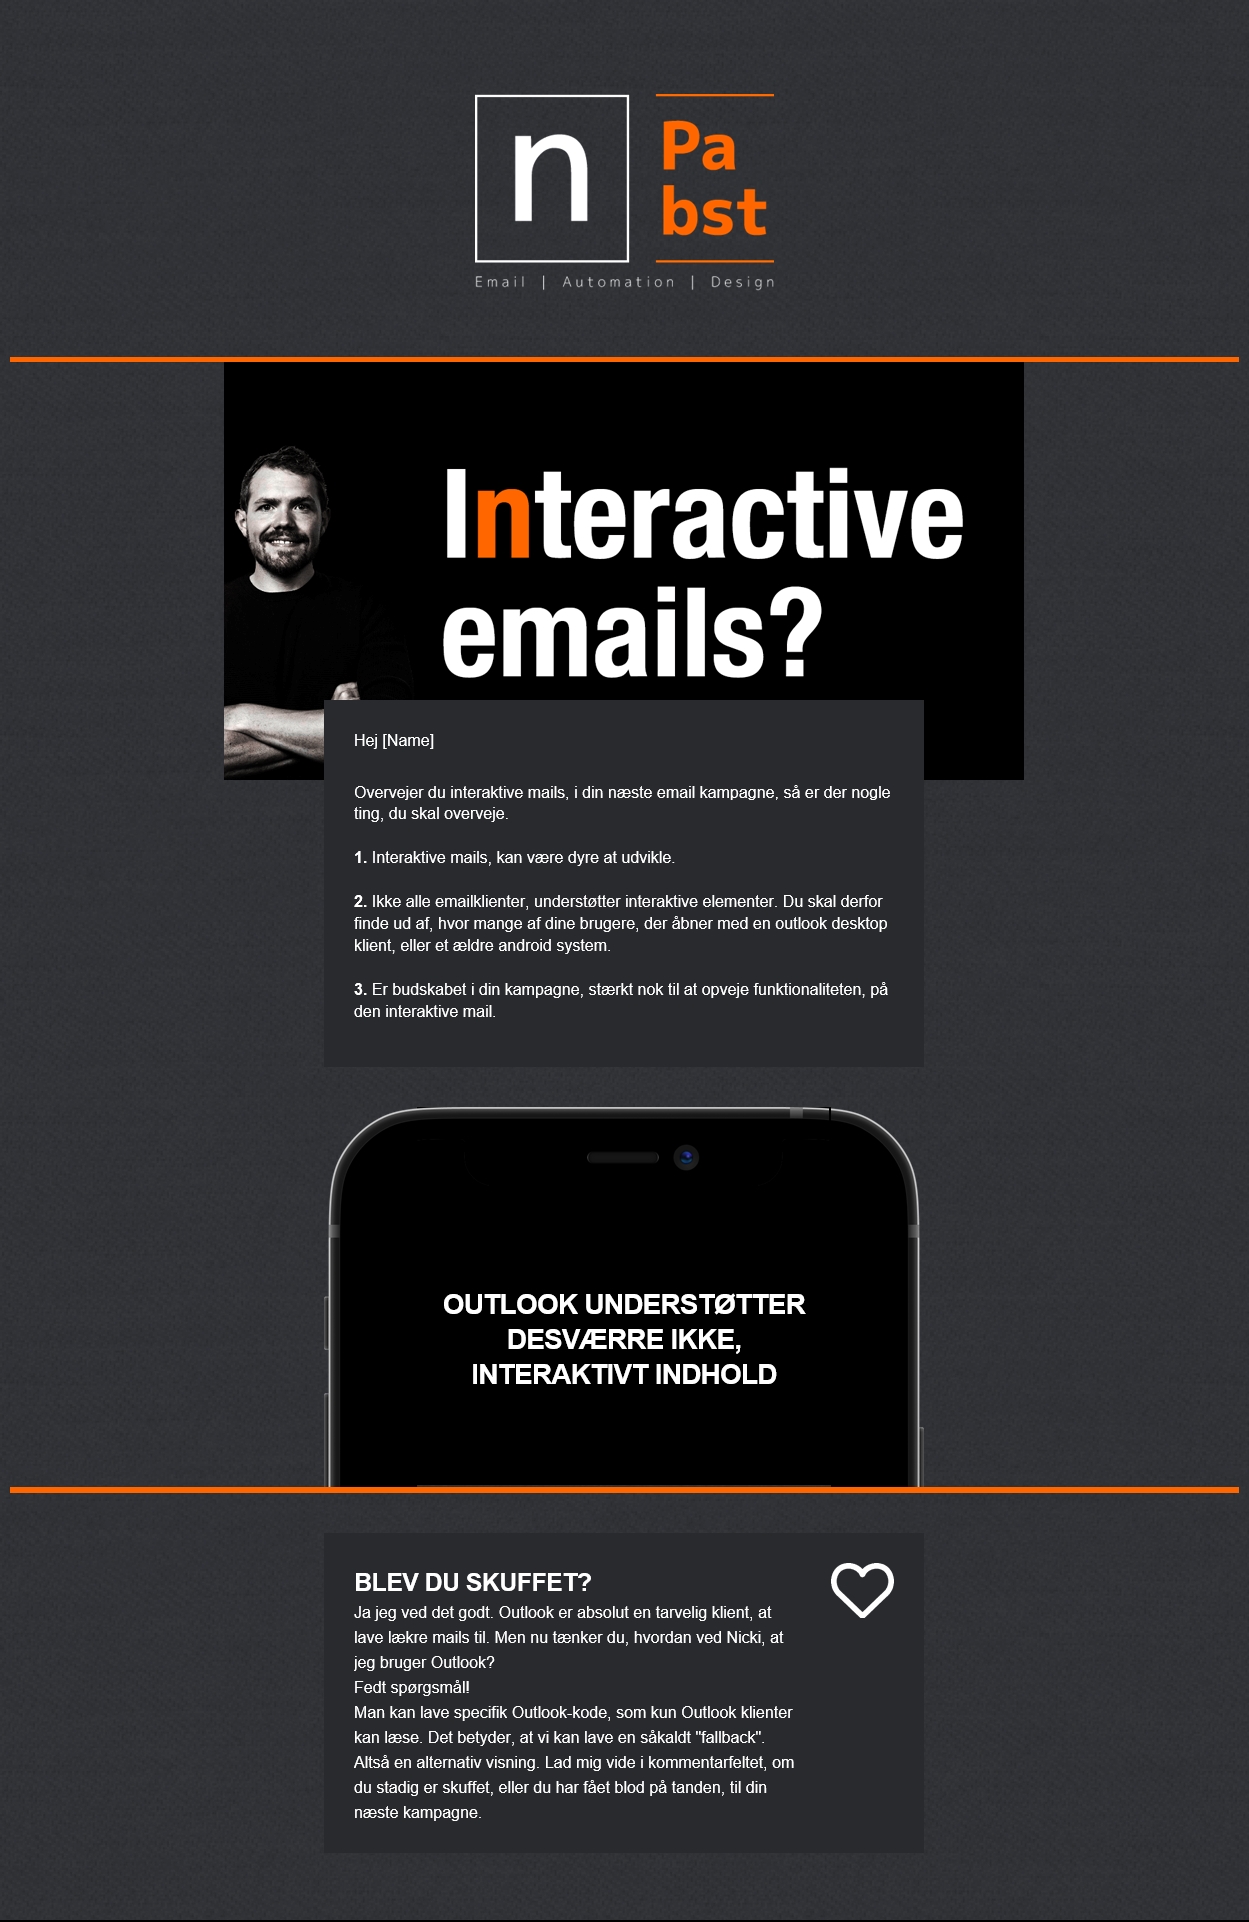 n
Pa
bst
Email | Automation | Design
Interactive
emails?
Hej [Name]
Overvejer du interaktive mails, i din næste email kampagne, så er der nogle
ting, du skal overveje.
1. Interaktive mails, kan være dyre at udvikle.
2. Ikke alle emailklienter, understøtter interaktive elementer. Du skal derfor
finde ud af, hvor mange af dine brugere, der åbner med en outlook desktop
klient, eller et ældre android system.
3. Er budskabet i din kampagne, stærkt nok til at opveje funktionaliteten, på
den interaktive mail.
OUTLOOK UNDERSTØTTER
DESVÆRRE IKKE,
INTERAKTIVT INDHOLD
BLEV DU SKUFFET?
Ja jeg ved det godt. Outlook er absolut en tarvelig klient, at
lave lækre mails til. Men nu tænker du, hvordan ved Nicki, at
jeg bruger Outlook?
Fedt spørgsmål!
Man kan lave specifik Outlook-kode, som kun Outlook klienter
kan læse. Det betyder, at vi kan lave en såkaldt "fallback".
Altså en alternativ visning. Lad mig vide i kommentarfeltet, om
du stadig er skuffet, eller du har fået blod på tanden, til din
næste kampagne.